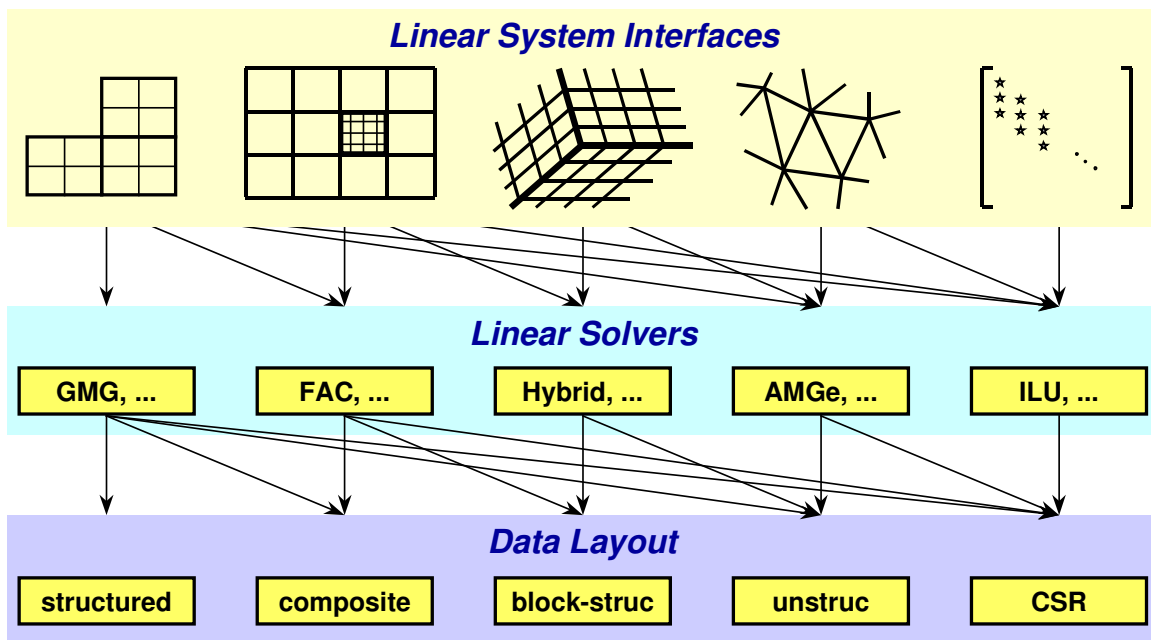 Linear System Interfaces
Linear Solvers
GMG, ...
FAC, ...
Hybrid, ...
AMGe, ...
ILU, ...
Data Layout
structured
composite
block-struc
unstruc
CSR